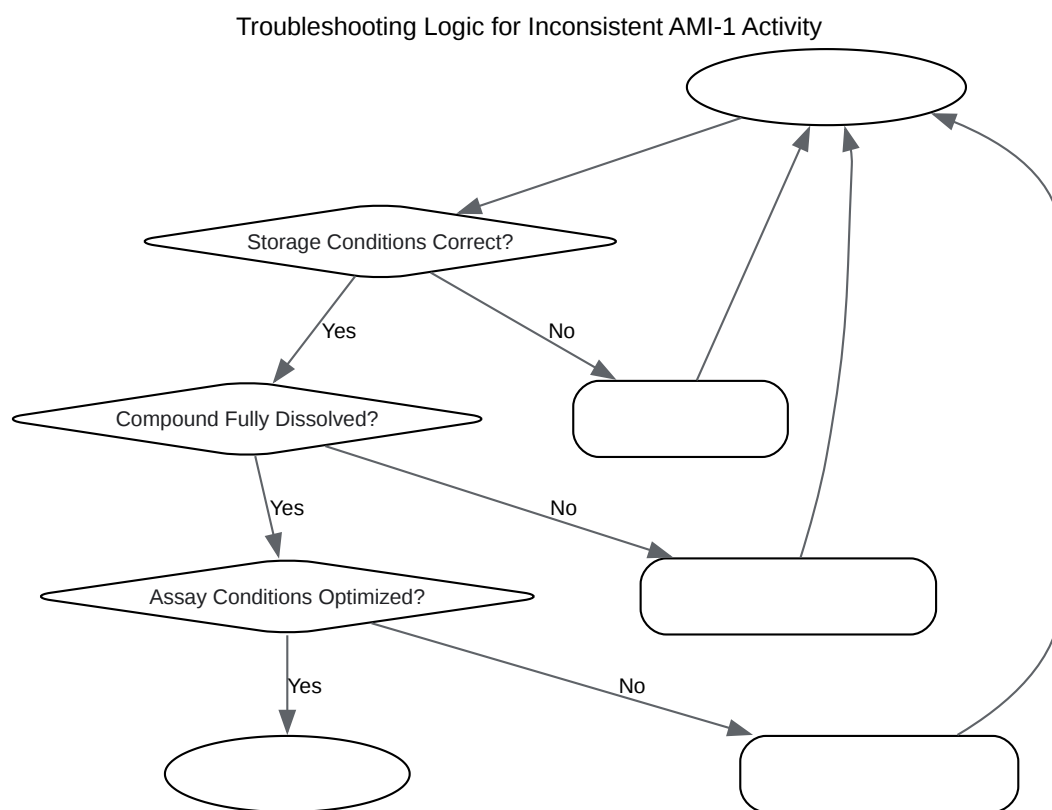 Troubleshooting Logic for Inconsistent AMI-1 Activity
Storage Conditions Correct?
Yes
No
Compound Fully Dissolved?
Yes
No
Assay Conditions Optimized?
Yes
No